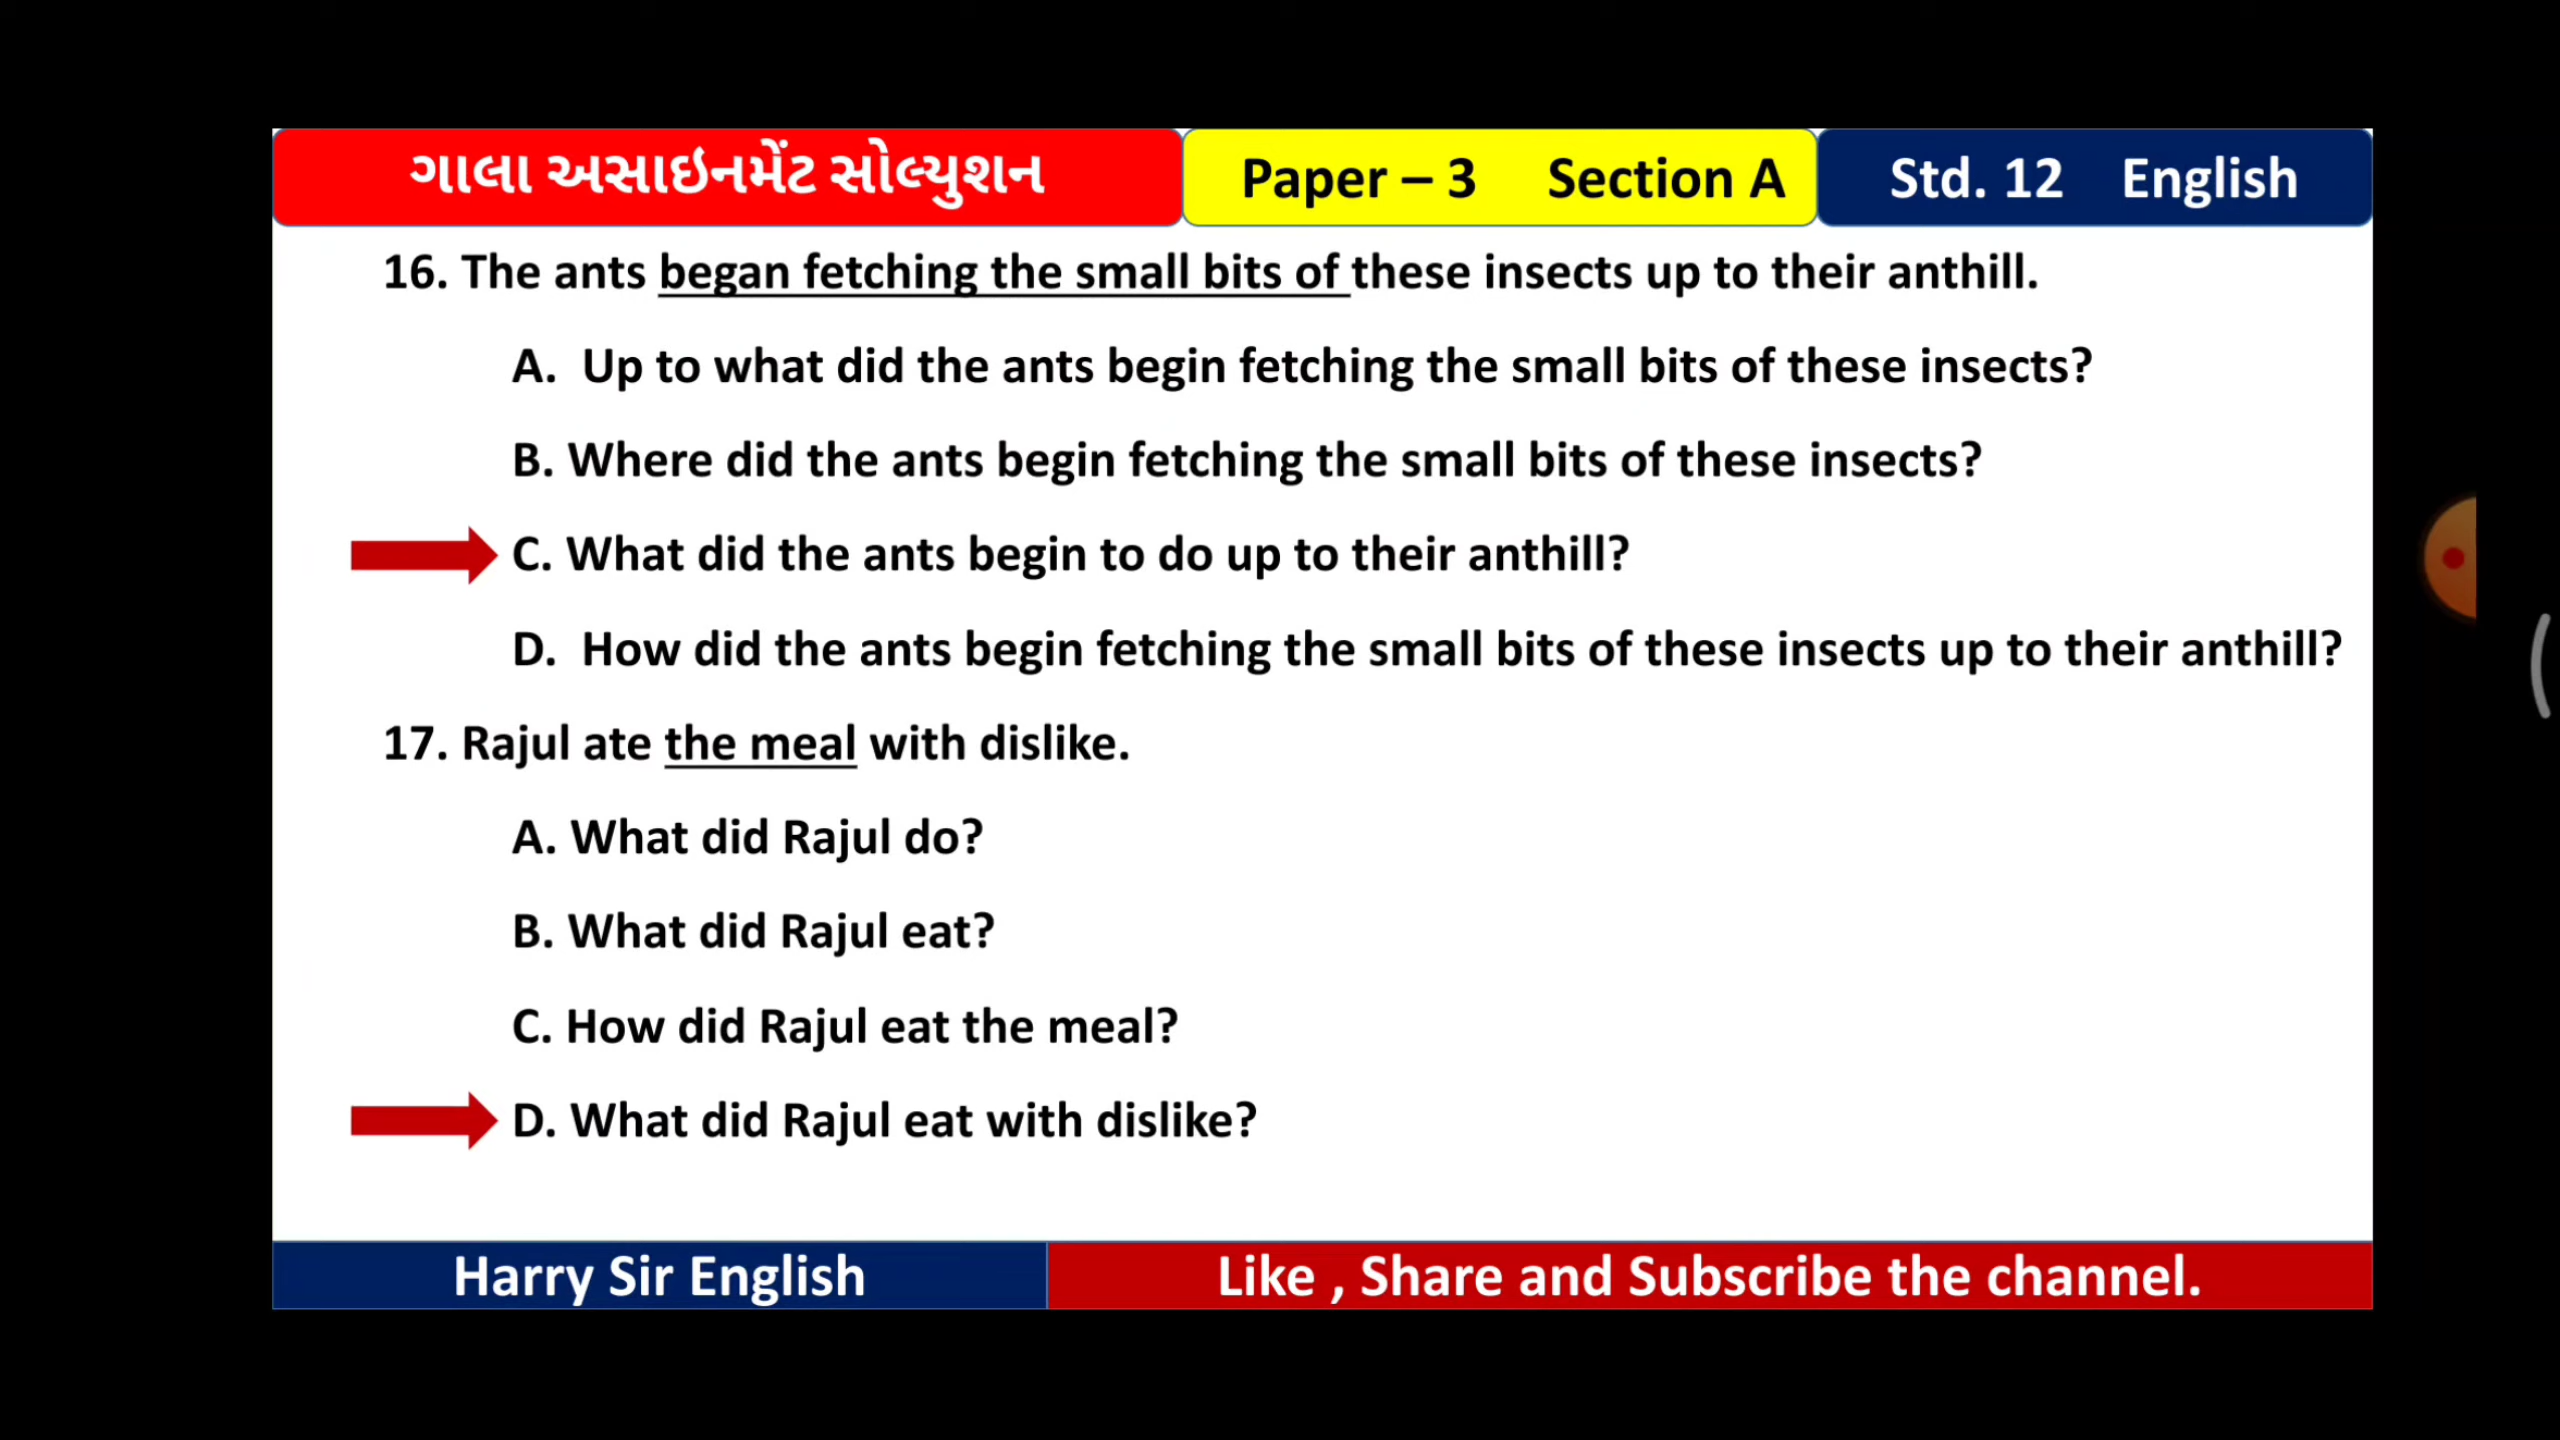 ગાલા અસાઇનમેંટ સોલ્યુશન Paper – 3 Section A Std. 12 English
16. The ants began fetching the small bits of these insects up to their anthill.
A. Up to what did the ants begin fetching the small bits of these insects?
B. Where did the ants begin fetching the small bits of these insects?
C. What did the ants begin to do up to their anthill?
D. How did the ants begin fetching the small bits of these insects up to their anthill?
17. Rajul ate the meal with dislike.
A. What did Rajul do?
B. What did Rajul eat?
C. How did Rajul eat the meal?
D. What did Rajul eat with dislike?
Harry Sir English Like , Share and Subscribe the channel.